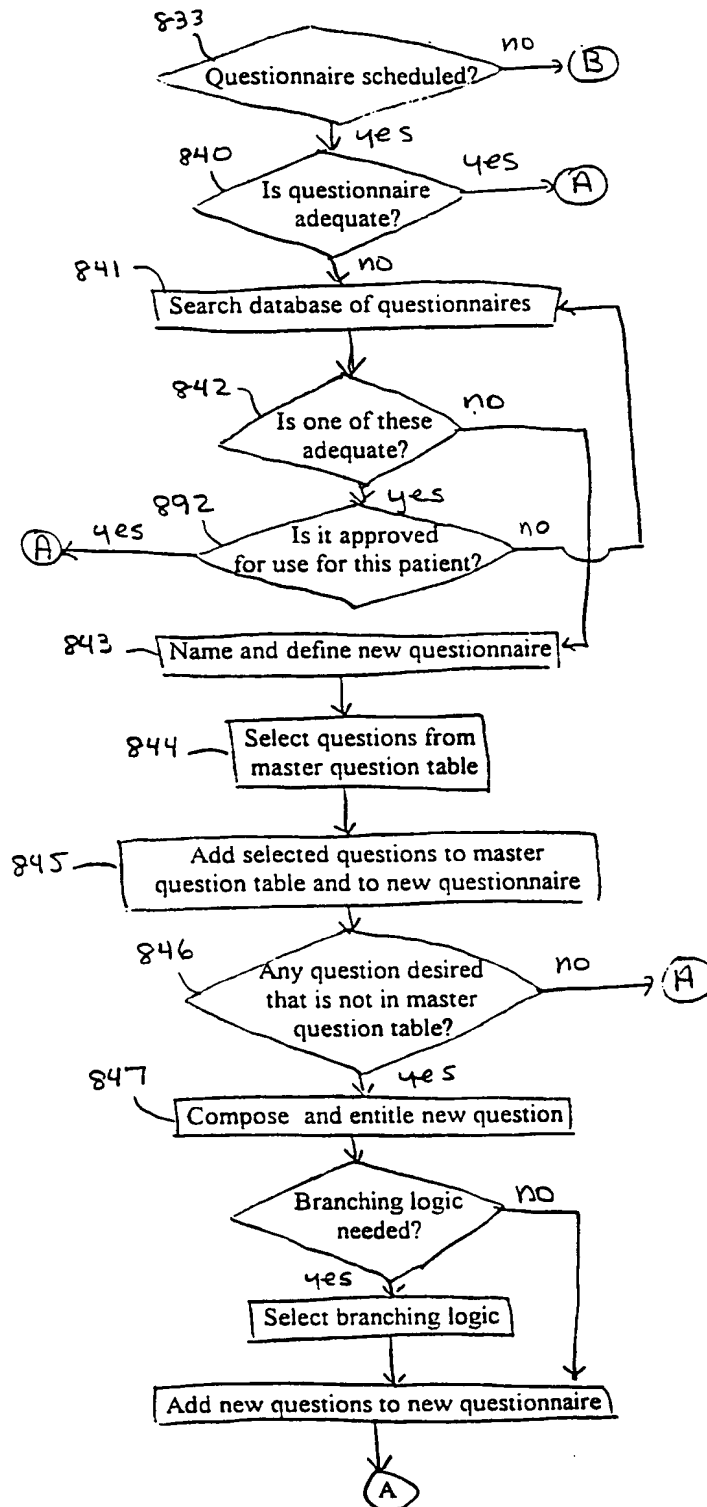 833
no
B
Questionnaire scheduled?
yes
840
yes
A
Is questionnaire
adequate?
no
841
Search database of questionnaires
842
no
Is one of these
adequate?
yes
892
yes
no
A
Is it approved
for use for this patient?
843
Name and define new questionnaire
844
Select questions from
master question table
845
Add selected questions to master
question table and to new questionnaire
846
no
A
Any question desired
that is not in master
question table?
yes
847
Compose and entitle new question
no
Branching logic
needed?
yes
Select branching logic
Add new questions to new questionnaire
A